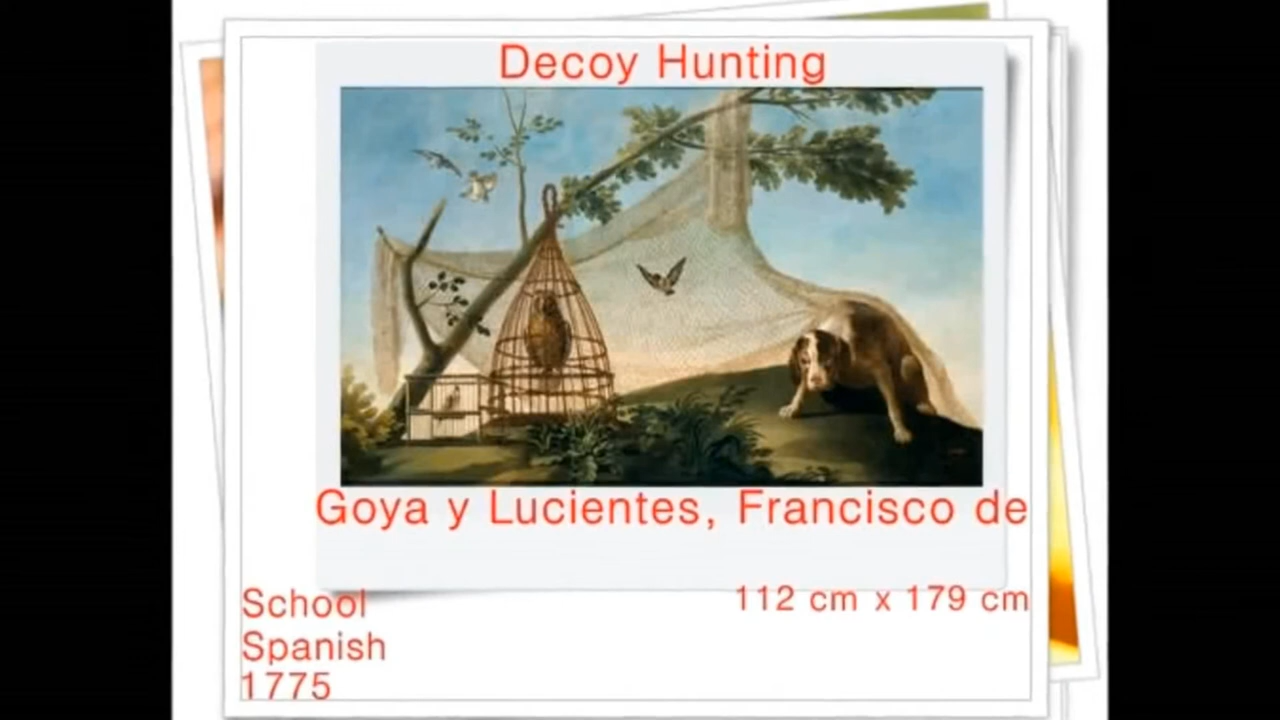 Decoy Hunting
Goya y Lucientes, Francisco de
School
112 cm x 179 cm
Spanish
1775